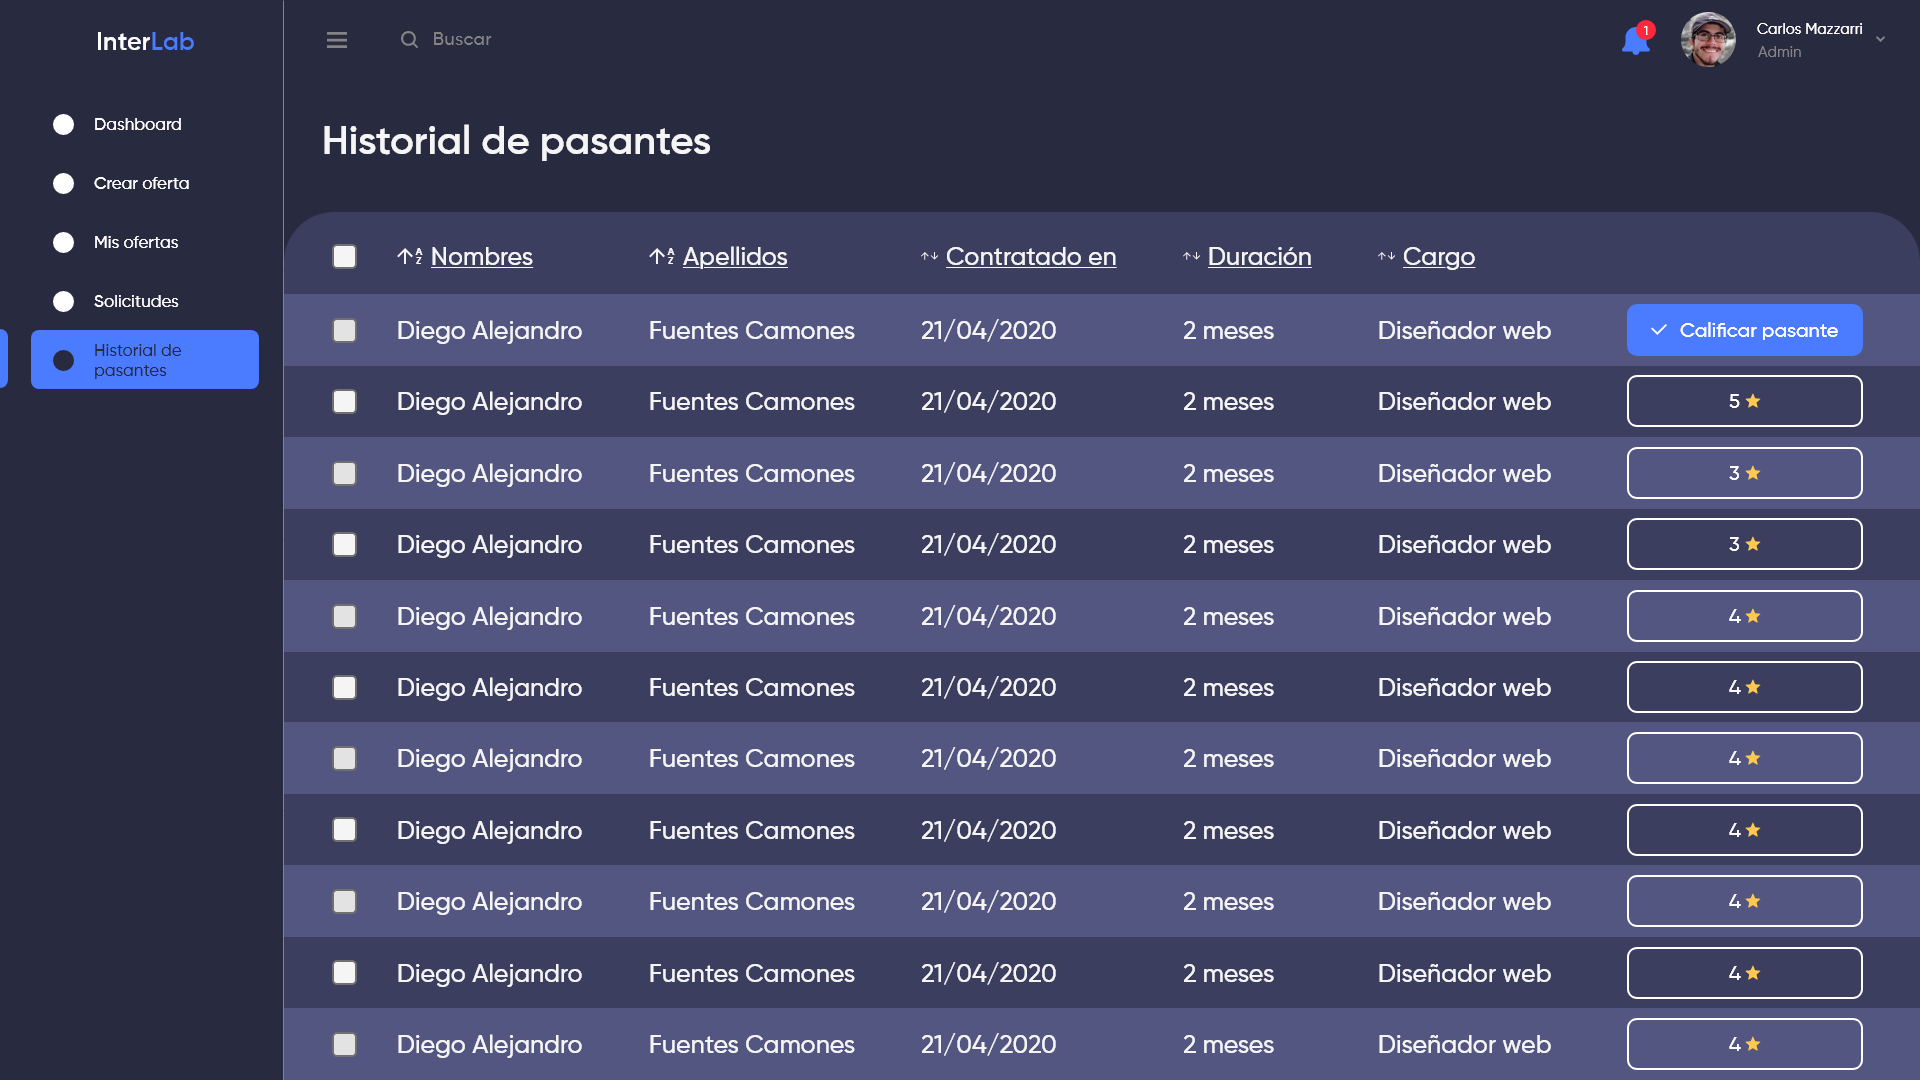 InterLab
Buscar
1
Carlos Mazzarri
Admin
Dashboard
Crear oferta
Mis ofertas
Solicitudes
Historial de
pasantes
Historial de pasantes
Nombres Apellidos Contratado en Duración Cargo
Diego Alejandro Fuentes Camones 21/04/2020 2 meses Diseñador web Calificar pasante
Diego Alejandro Fuentes Camones 21/04/2020 2 meses Diseñador web 5
Diego Alejandro Fuentes Camones 21/04/2020 2 meses Diseñador web 3
Diego Alejandro Fuentes Camones 21/04/2020 2 meses Diseñador web 3
Diego Alejandro Fuentes Camones 21/04/2020 2 meses Diseñador web 4
Diego Alejandro Fuentes Camones 21/04/2020 2 meses Diseñador web 4
Diego Alejandro Fuentes Camones 21/04/2020 2 meses Diseñador web 4
Diego Alejandro Fuentes Camones 21/04/2020 2 meses Diseñador web 4
Diego Alejandro Fuentes Camones 21/04/2020 2 meses Diseñador web 4
Diego Alejandro Fuentes Camones 21/04/2020 2 meses Diseñador web 4
Diego Alejandro Fuentes Camones 21/04/2020 2 meses Diseñador web 4